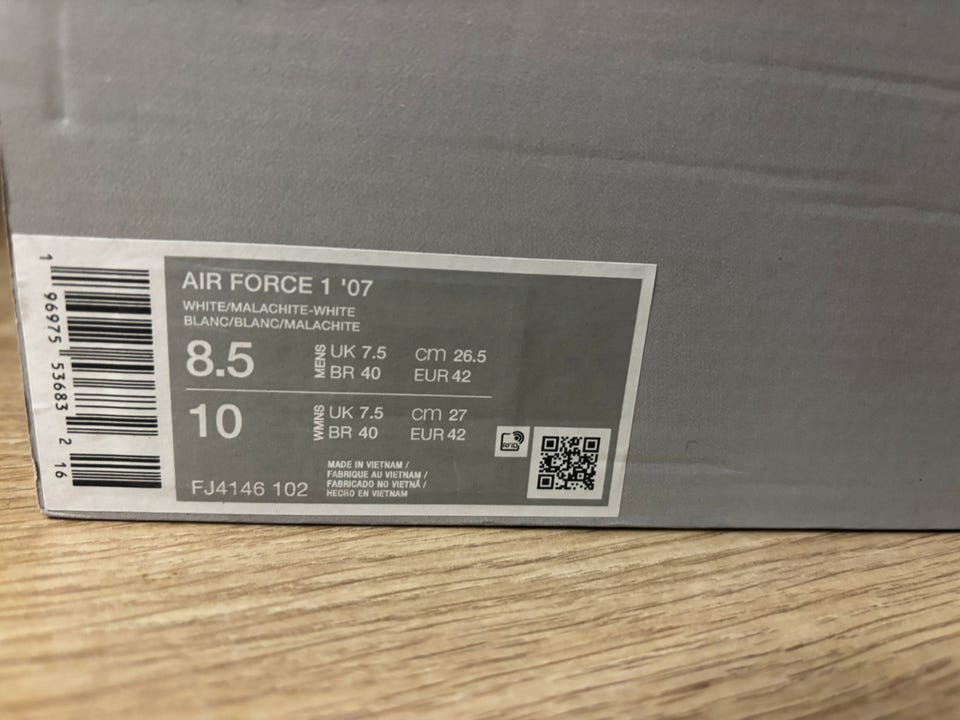 1 96975 53683 2 16
AIR FORCE 1 '07
WHITE/MALACHITE-WHITE
BLANC/BLANC/MALACHITE
8.5 MENS UK 7.5 cm 26.5
BR 40 EUR 42
10 WMNS UK 7.5 cm 27
BR 40 EUR 42
RFID
MADE IN VIETNAM /
FABRIQUE AU VIETNAM /
FABRICADO NO VIETNÃ /
HECHO EN VIETNAM
FJ4146 102